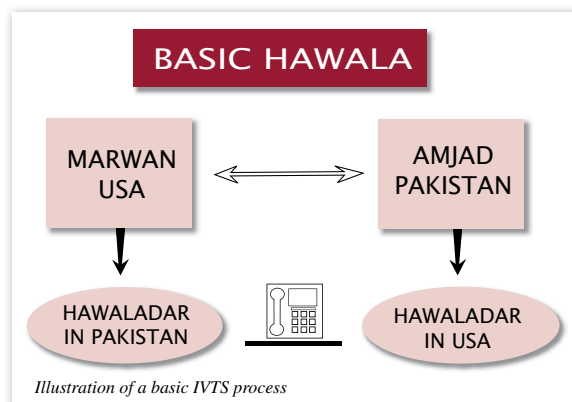 BASIC HAWALA
MARWAN
USA
AMJAD
PAKISTAN
HAWALADAR
IN PAKISTAN
HAWALADAR
IN USA
Illustration of a basic IVTS process